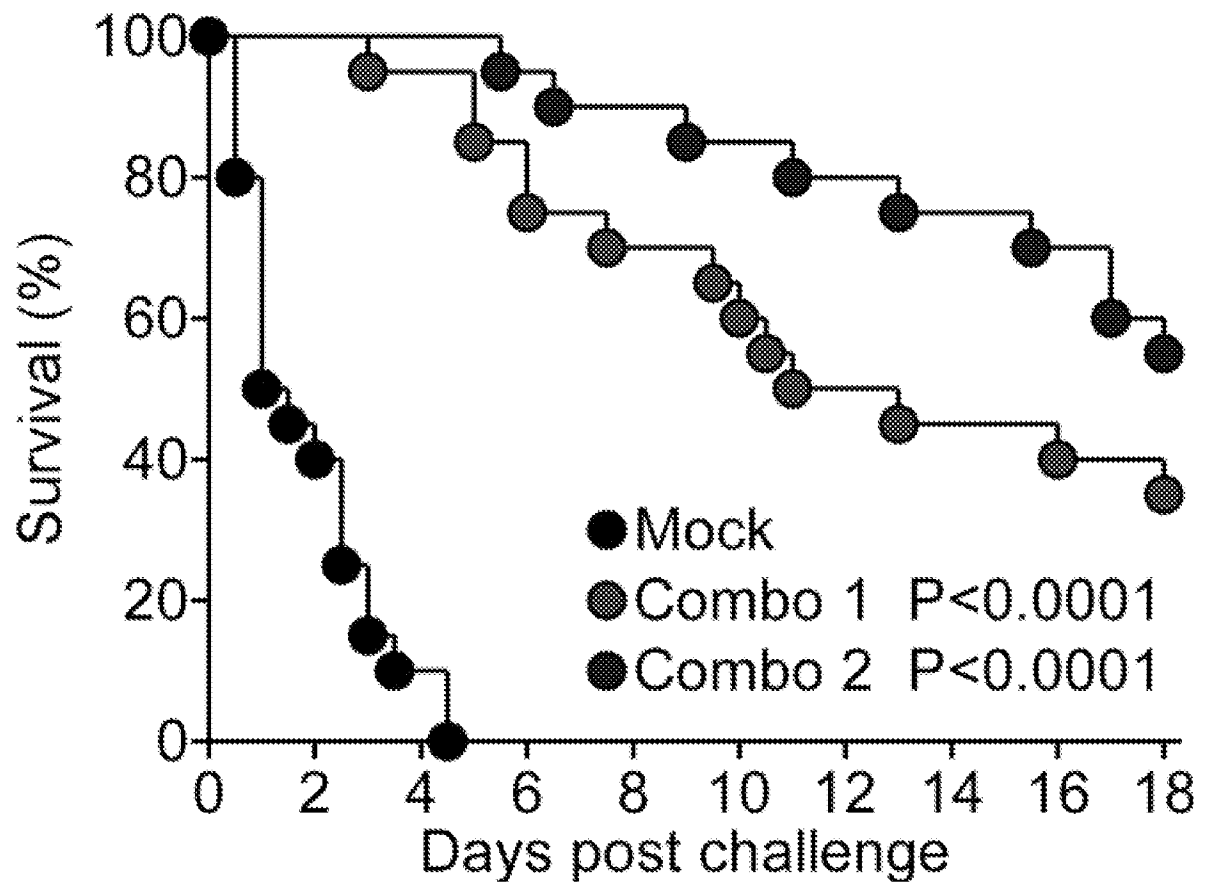 100
80
60
40
20
0
Survival (%)
Mock
Combo 1 P<0.0001
Combo 2 P<0.0001
0 2 4 6 8 10 12 14 16 18
Days post challenge